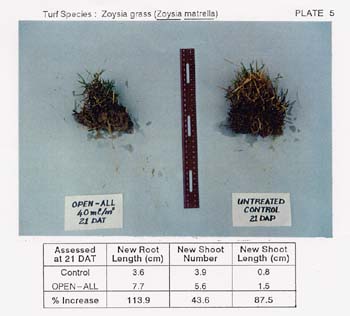 Turf Species : Zoysia grass (Zoysia matrella)
PLATE 5
OPEN-ALL
40 ml/m²
21 DAT
UNTREATED
CONTROL
21 DAP
Assessed at 21 DAT New Root Length (cm) New Shoot Number New Shoot Length (cm)
Control 3.6 3.9 0.8
OPEN-ALL 7.7 5.6 1.5
% Increase 113.9 43.6 87.5